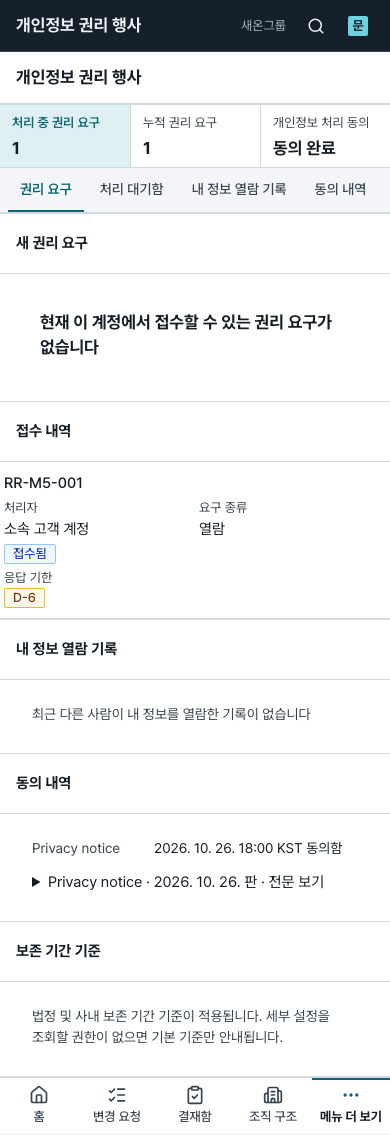 개인정보 권리 행사
새온그룹
문
개인정보 권리 행사
처리 중 권리 요구
누적 권리 요구
개인정보 처리 동의
1
1
동의 완료
권리 요구
처리 대기함
내 정보 열람 기록
동의 내역
새 권리 요구
현재 이 계정에서 접수할 수 있는 권리 요구가
없습니다
접수 내역
RR-M5-001
처리자
요구 종류
소속 고객 계정
열람
접수됨
응답 기한
D-6
내 정보 열람 기록
최근 다른 사람이 내 정보를 열람한 기록이 없습니다
동의 내역
Privacy notice
2026. 10. 26. 18:00 KST 동의함
Privacy notice · 2026. 10. 26. 판 · 전문 보기
보존 기간 기준
법정 및 사내 보존 기간 기준이 적용됩니다. 세부 설정을
조회할 권한이 없으면 기본 기준만 안내됩니다.
홈
변경 요청
결재함
조직 구조
메뉴 더 보기